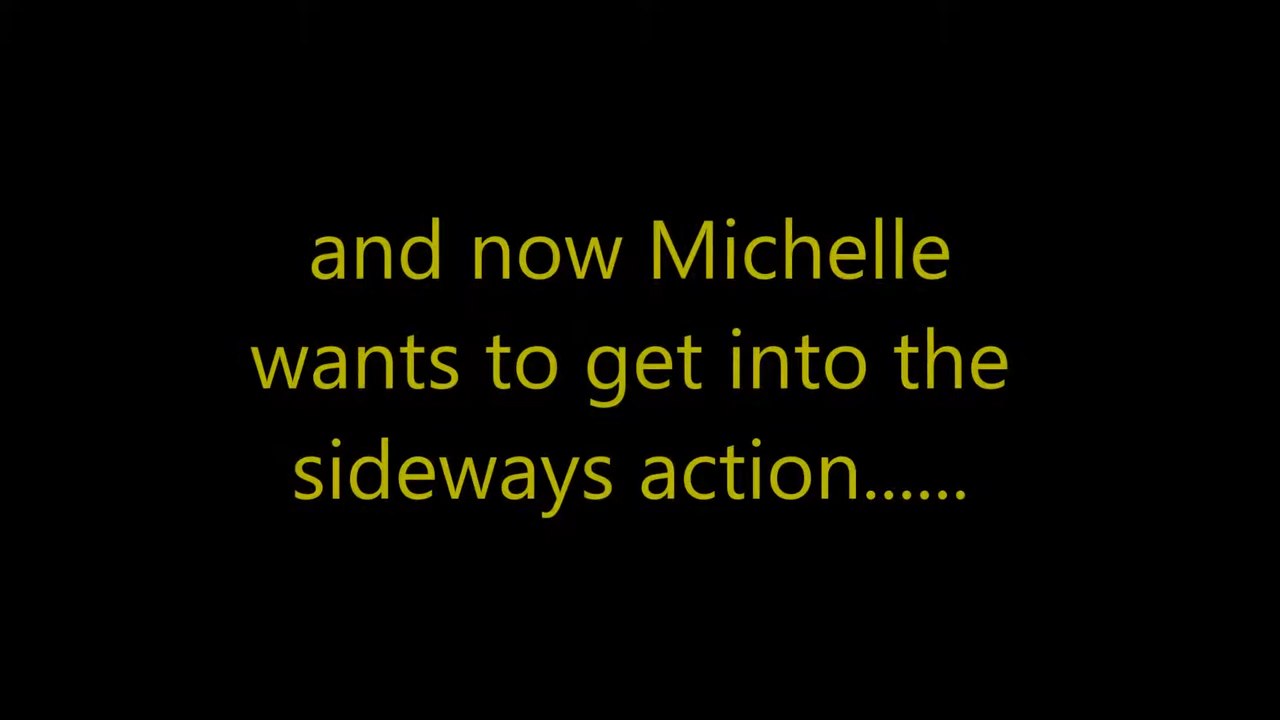 and now Michelle
wants to get into the
sideways action......